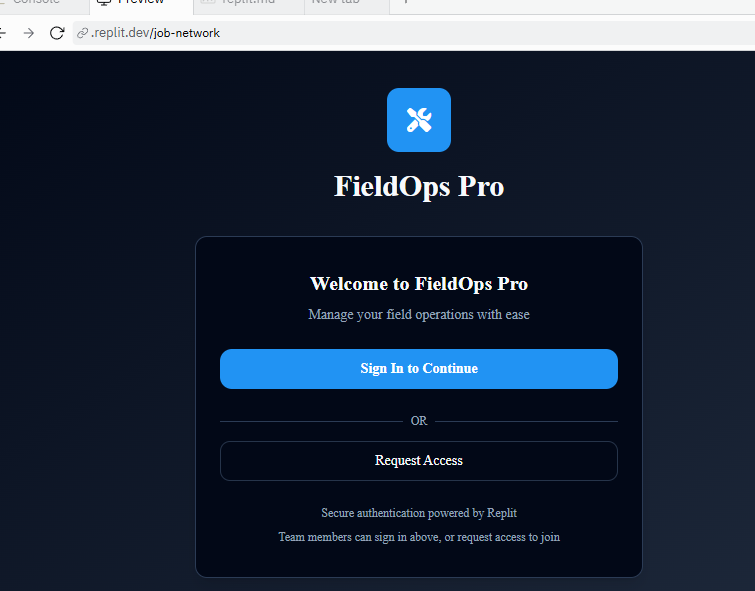 Console
Preview
replit.md
New tab
.replit.dev/job-network
FieldOps Pro
Welcome to FieldOps Pro
Manage your field operations with ease
Sign In to Continue
OR
Request Access
Secure authentication powered by Replit
Team members can sign in above, or request access to join